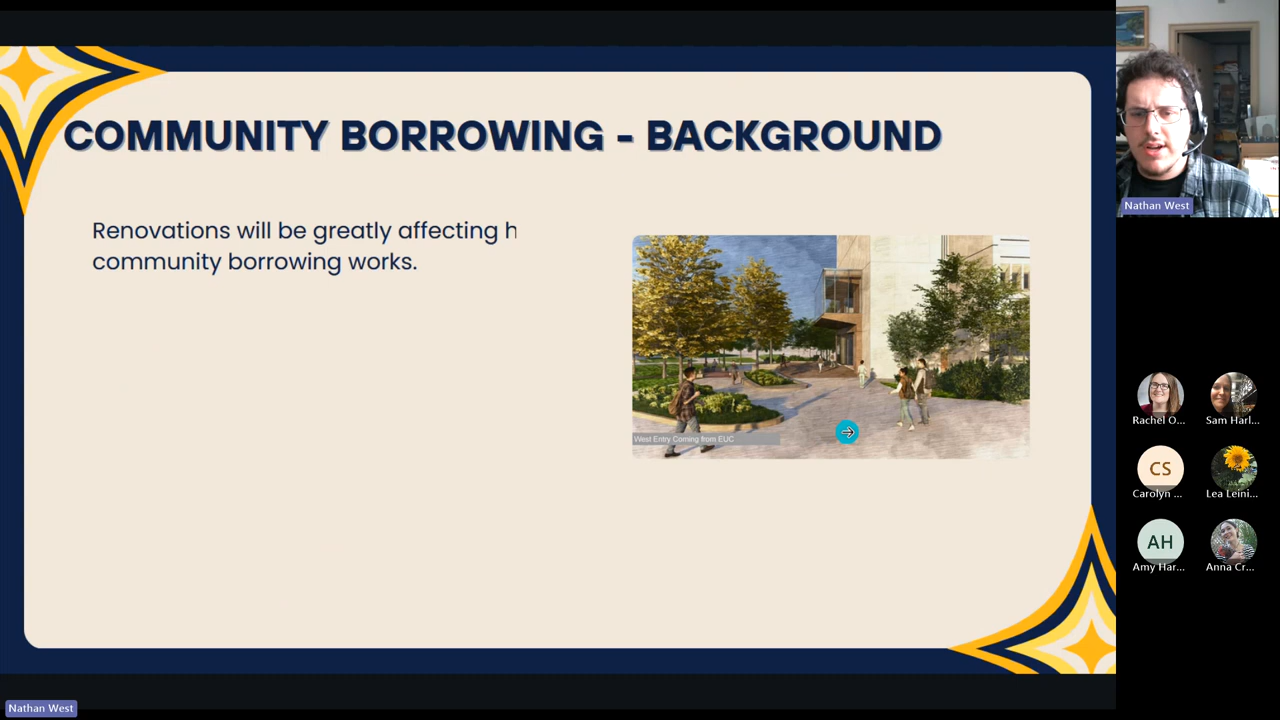 COMMUNITY BORROWING - BACKGROUND
Renovations will be greatly affecting h
community borrowing works.
West Entry Coming from EUC
Nathan West
Rachel O...
Sam Harl...
CS
Carolyn ...
Lea Leini...
AH
Amy Har...
Anna Cr...
Nathan West